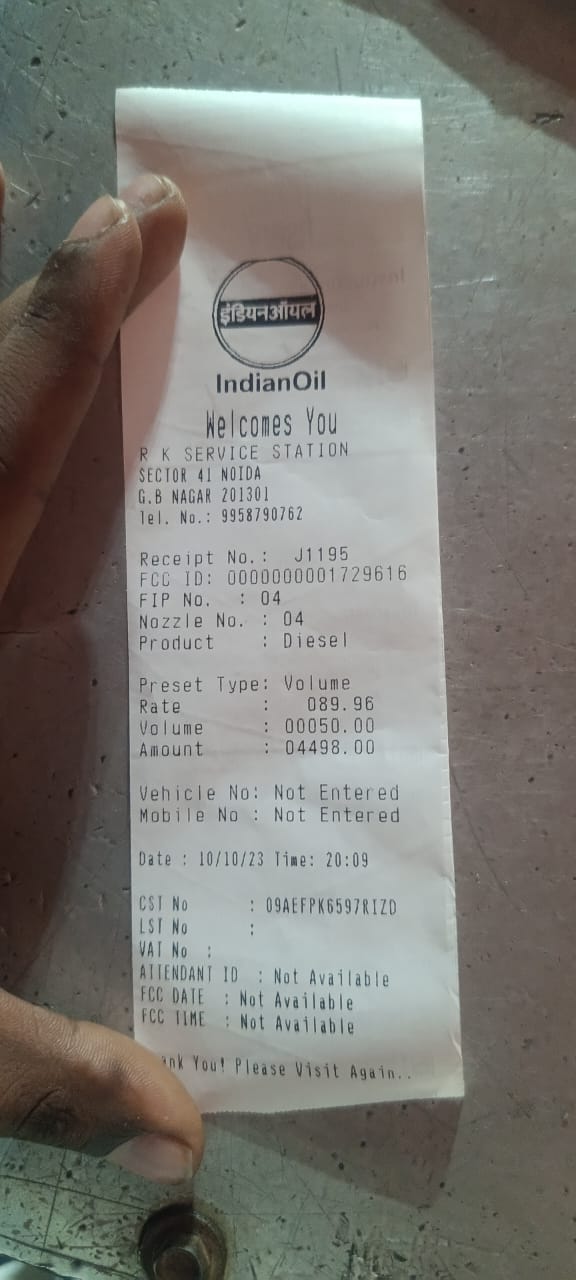 इंडियनऑयल
IndianOil
Welcomes You
R K SERVICE STATION
SECTOR 41 NOIDA
G.B NAGAR 201301
Tel. No.: 9958790762
Receipt No.: J1195
FCC ID: 0000000001729616
FIP No. : 04
Nozzle No. : 04
Product : Diesel
Preset Type: Volume
Rate : 089.96
Volume : 00050.00
Amount : 04498.00
Vehicle No: Not Entered
Mobile No : Not Entered
Date : 10/10/23 Time: 20:09
CST No : 09AEFPK6597R1ZD
LST No :
VAT No :
ATTENDANT ID : Not Available
FCC DATE : Not Available
FCC TIME : Not Available
ank You! Please Visit Again..